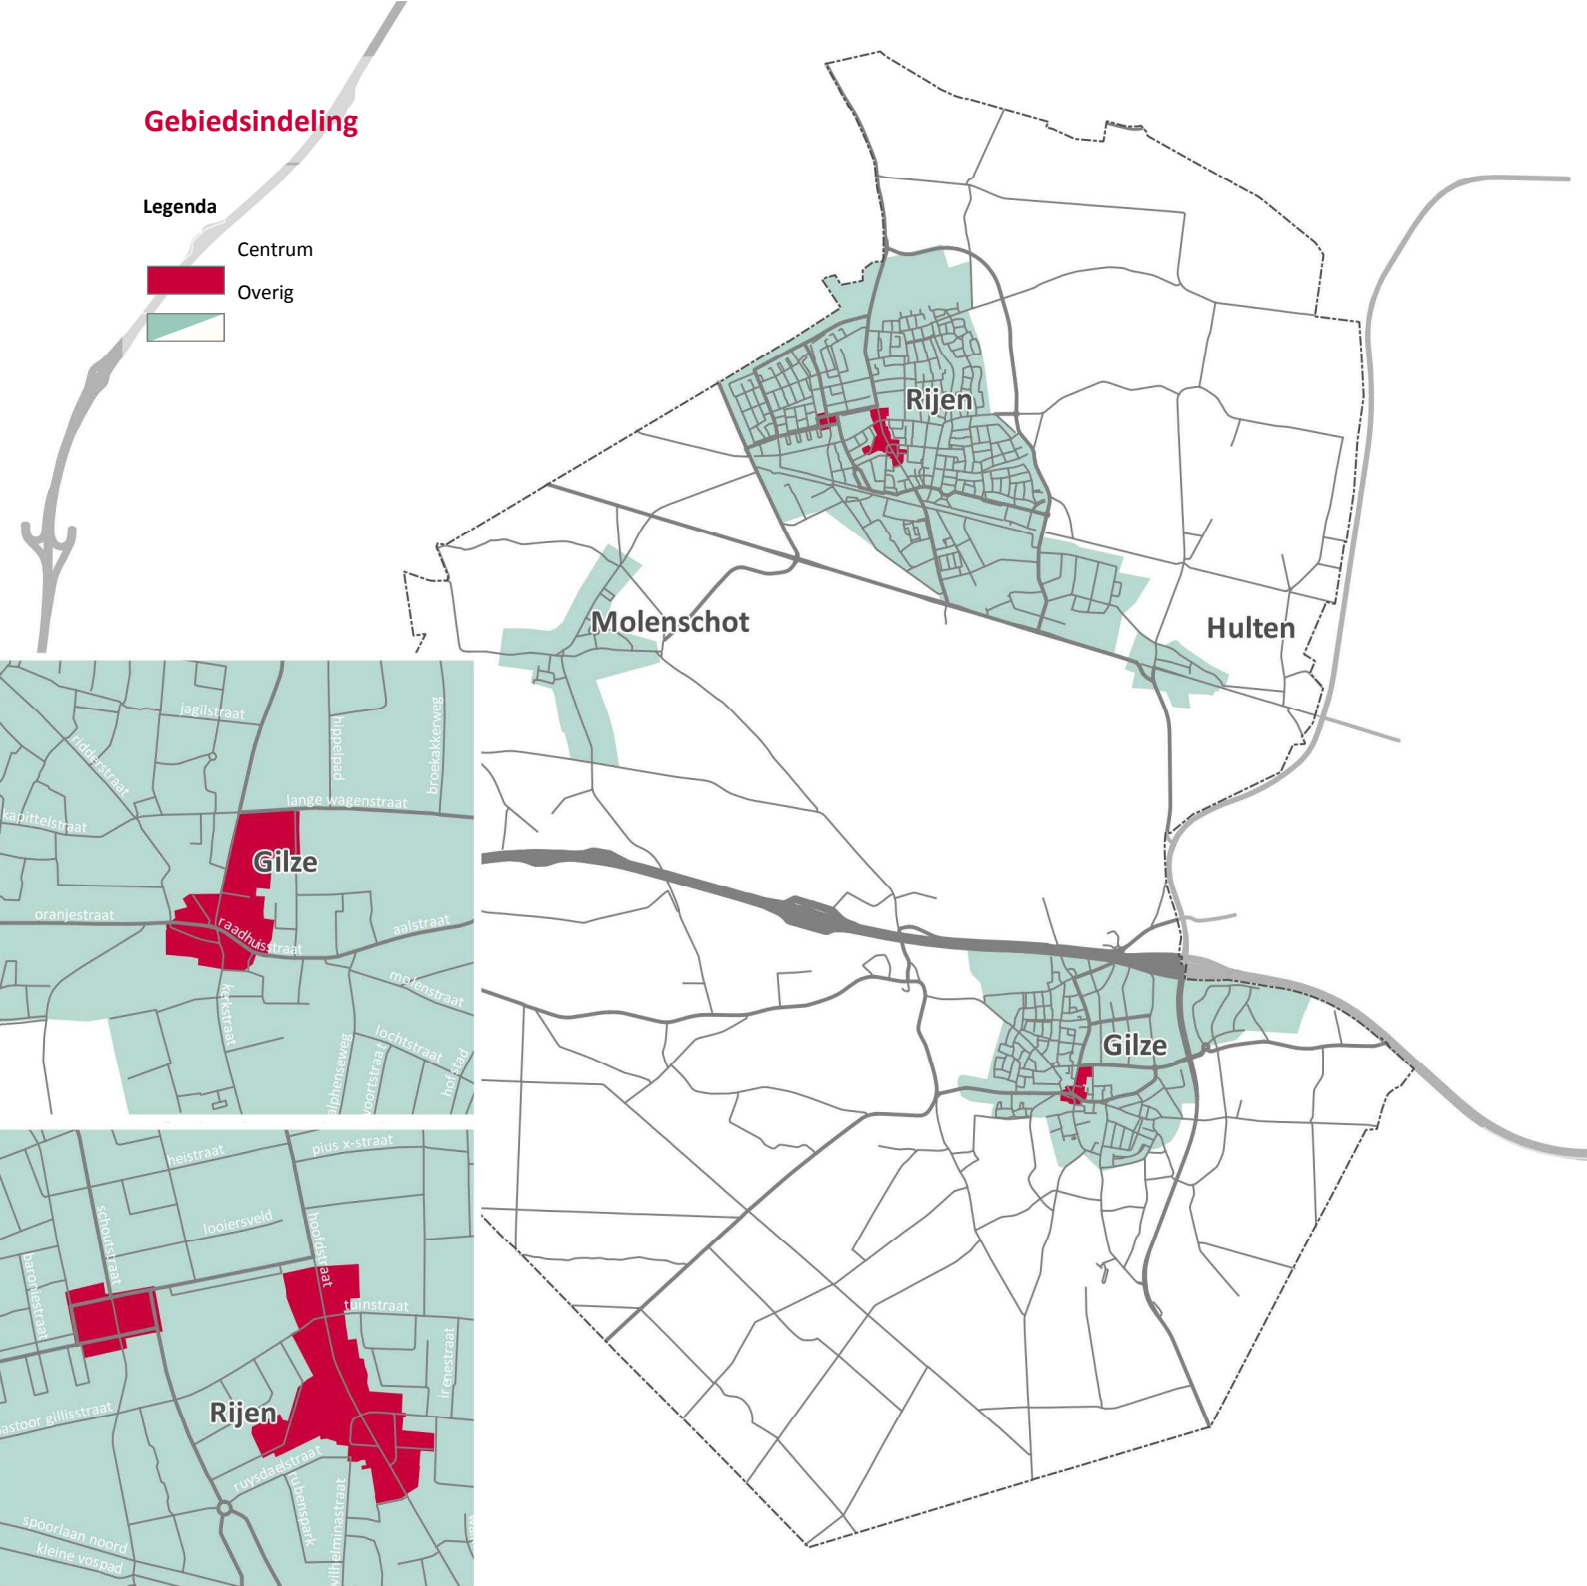 Gebiedsindeling
Legenda
Centrum
Overig
Rijen
Molenschot
Hulten
Gilze
jagilstraat
hippelpad
broekakkerweg
ridderstraat
lange wagenstraat
kapittelstraat
Gilze
oranjestraat
raadhuisstraat
aalstraat
molenstraat
kerkstraat
lochtstraat
alphenseweg
voortstraat
hofstad
heistraat
pius x-straat
schoutstraat
looiersveld
hoofdstraat
baroniestraat
tuinstraat
irenestraat
Rijen
pastoor gillisstraat
ruysdaelstraat
rubenspark
wilhelminastraat
spoorlaan noord
kleine vospad